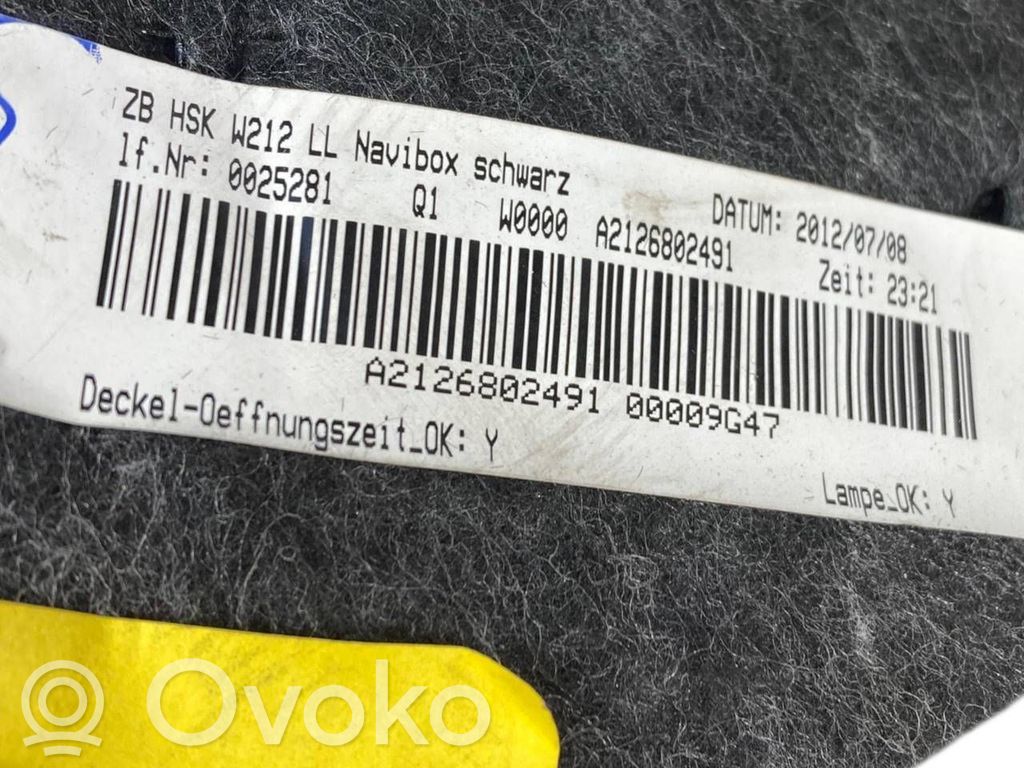 ZB HSK W212 LL Navibox schwarz
DATUM: 2012/07/08
lf.Nr: 0025281 Q1 W0000 A2126802491
Zeit: 23:21
A2126802491 00009G47
Deckel-Oeffnungszeit_OK: Y
Lampe_OK: Y
Ovoko